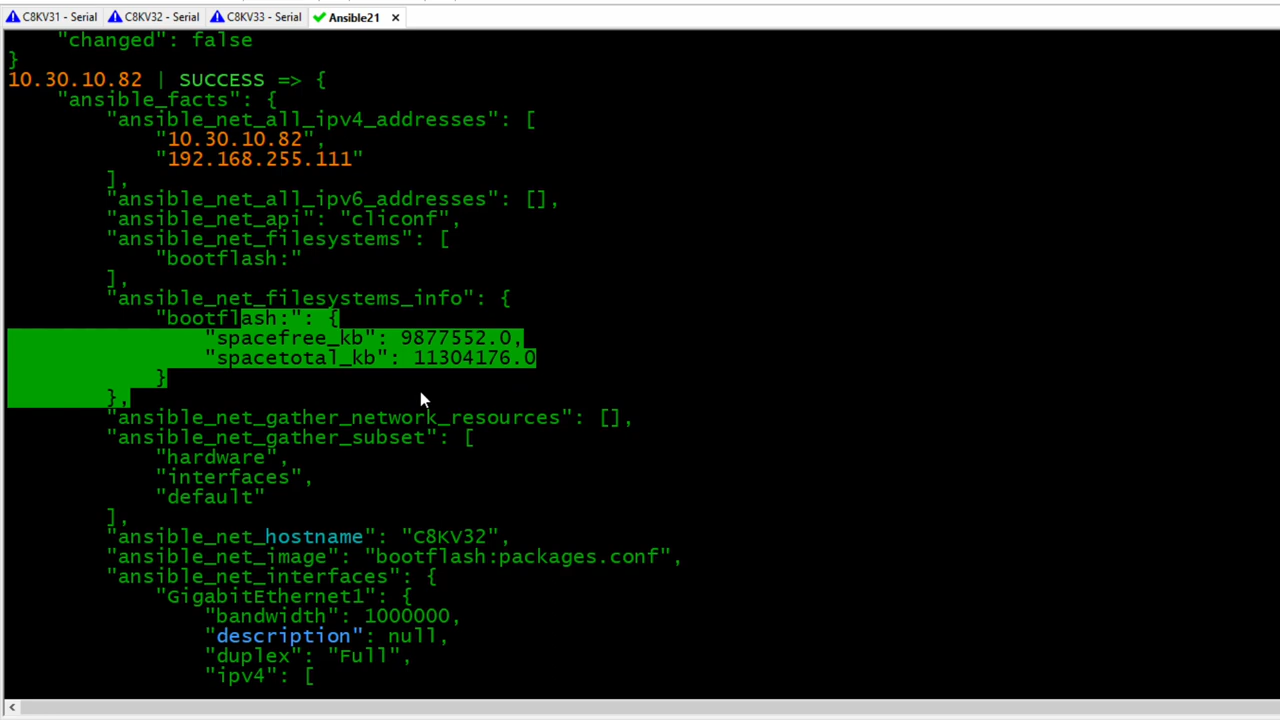 C8KV31 - Serial C8KV32 - Serial C8KV33 - Serial Ansible21 ×
"changed": false
}
10.30.10.82 | SUCCESS => {
"ansible_facts": {
"ansible_net_all_ipv4_addresses": [
"10.30.10.82",
"192.168.255.111"
],
"ansible_net_all_ipv6_addresses": [],
"ansible_net_api": "cliconf",
"ansible_net_filesystems": [
"bootflash:"
],
"ansible_net_filesystems_info": {
"bootflash:": {
"spacefree_kb": 9877552.0,
"spacetotal_kb": 11304176.0
}
},
"ansible_net_gather_network_resources": [],
"ansible_net_gather_subset": [
"hardware",
"interfaces",
"default"
],
"ansible_net_hostname": "C8KV32",
"ansible_net_image": "bootflash:packages.conf",
"ansible_net_interfaces": {
"GigabitEthernet1": {
"bandwidth": 1000000,
"description": null,
"duplex": "Full",
"ipv4": [